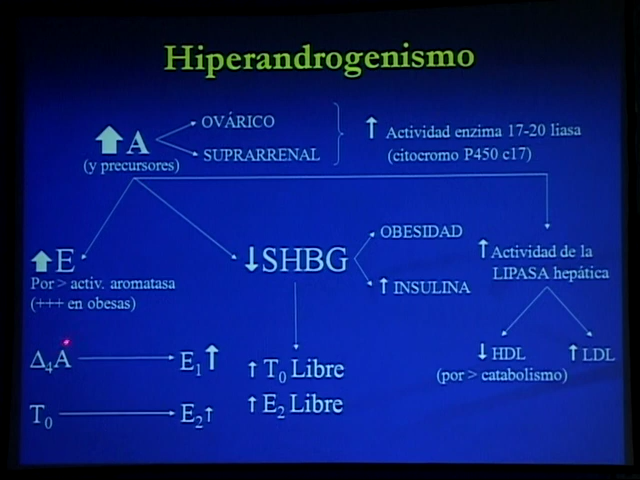 Hiperandrogenismo
↑A
(y precursores)
OVÁRICO
SUPRARRENAL
↑ Actividad enzima 17-20 liasa
(citocromo P450 c17)
↑E
Por > activ. aromatasa
(+++ en obesas)
↓SHBG
OBESIDAD
↑ INSULINA
↑ Actividad de la
LIPASA hepática
↓ HDL
(por > catabolismo)
↑ LDL
Δ₄A → E₁↑
T₀ → E₂↑
↑ T₀ Libre
↑ E₂ Libre